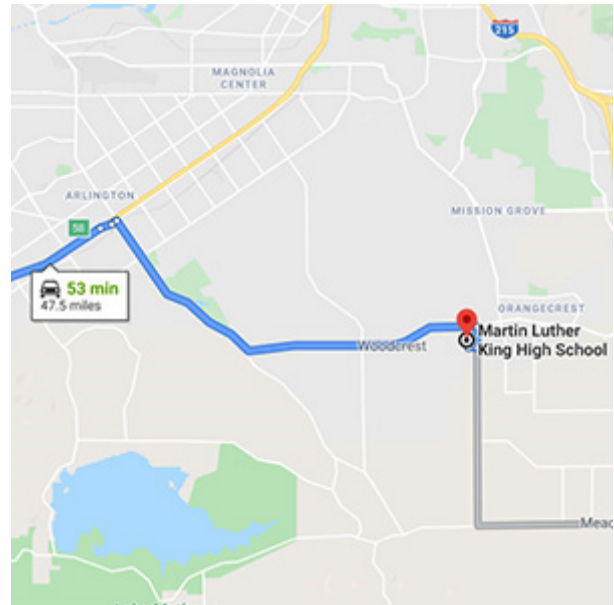 215
MAGNOLIA
CENTER
ARLINGTON
58
MISSION GROVE
53 min
47.5 miles
ORANGECREST
Martin Luther
King High School
Woodcrest
Meac